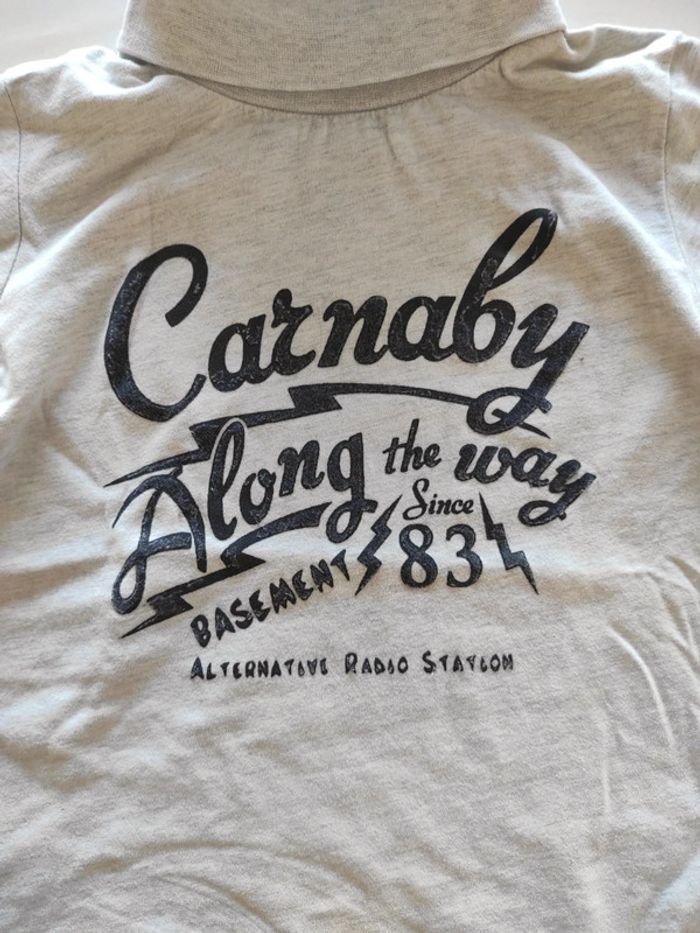 Carnaby
Along the way
Since
83
BASEMENT
ALTERNATIVE RADIO STATION